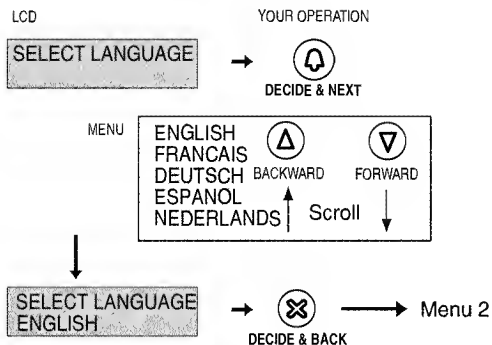 LCD
YOUR OPERATION
SELECT LANGUAGE
DECIDE & NEXT
MENU
ENGLISH
FRANCAIS
DEUTSCH
ESPANOL
NEDERLANDS
BACKWARD
FORWARD
Scroll
SELECT LANGUAGE
ENGLISH
Menu 2
DECIDE & BACK